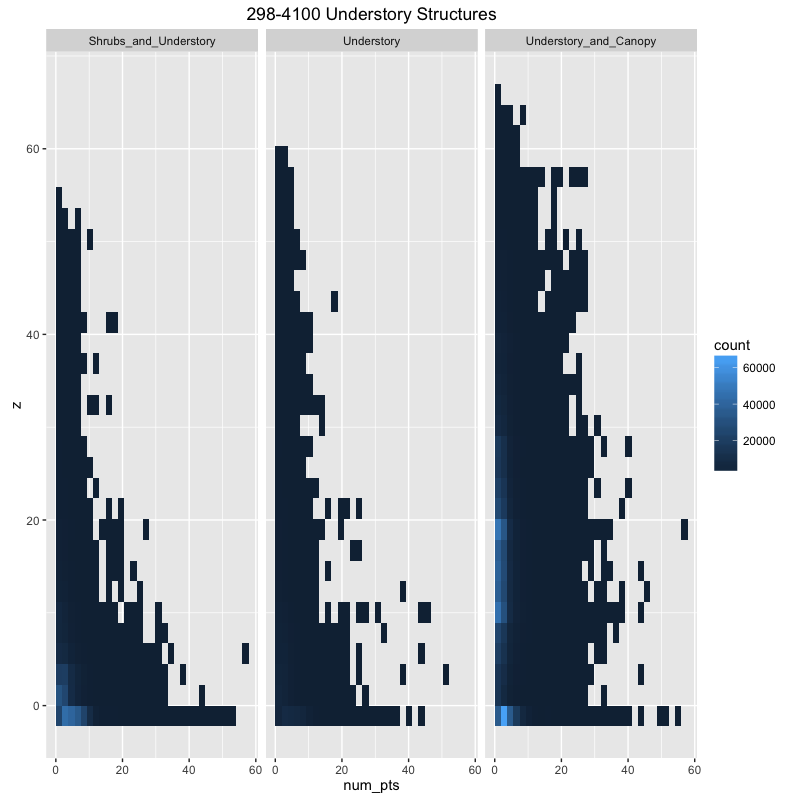 298-4100 Understory Structures
Shrubs_and_Understory Understory Understory_and_Canopy
60
40
20
0
z
0 20 40 60 0 20 40 60 0 20 40 60
num_pts
count
60000
40000
20000